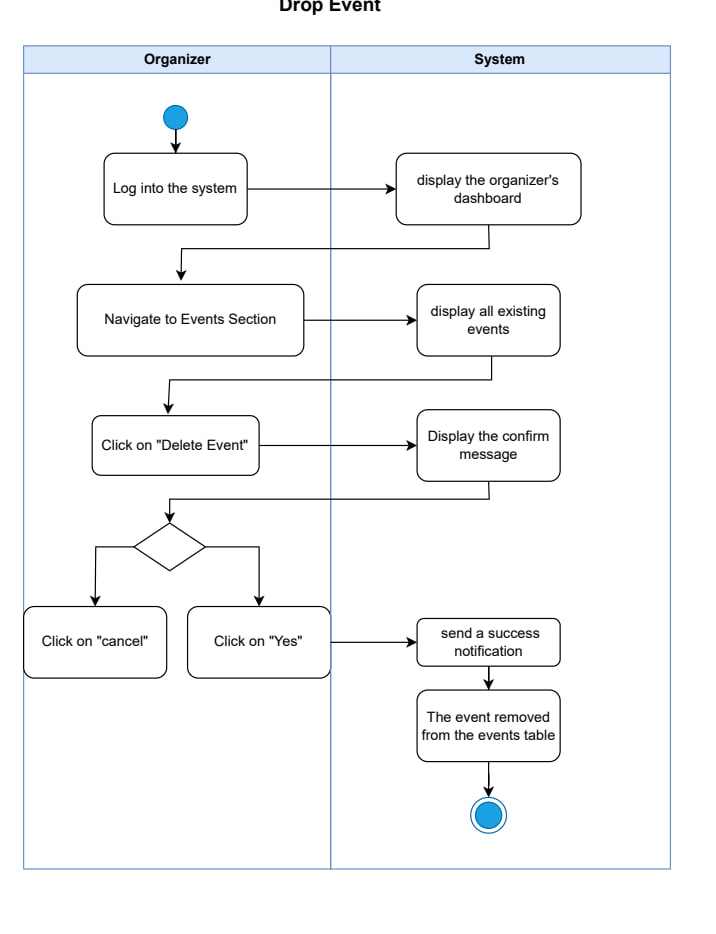 Drop Event
Organizer
System
Log into the system
display the organizer's
dashboard
Navigate to Events Section
display all existing
events
Click on "Delete Event"
Display the confirm
message
Click on "cancel"
Click on "Yes"
send a success
notification
The event removed
from the events table